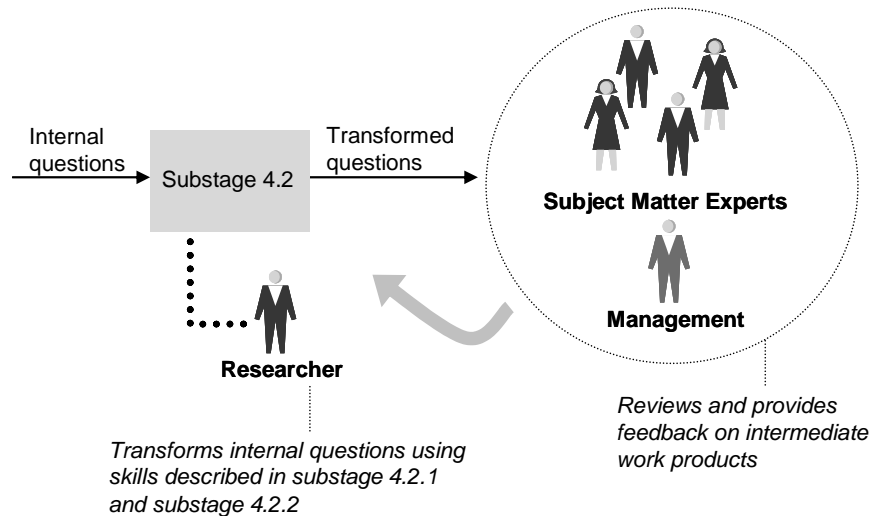 Internal
questions
Substage 4.2
Transformed
questions
Subject Matter Experts
Management
Researcher
Reviews and provides
feedback on intermediate
work products
Transforms internal questions using
skills described in substage 4.2.1
and substage 4.2.2